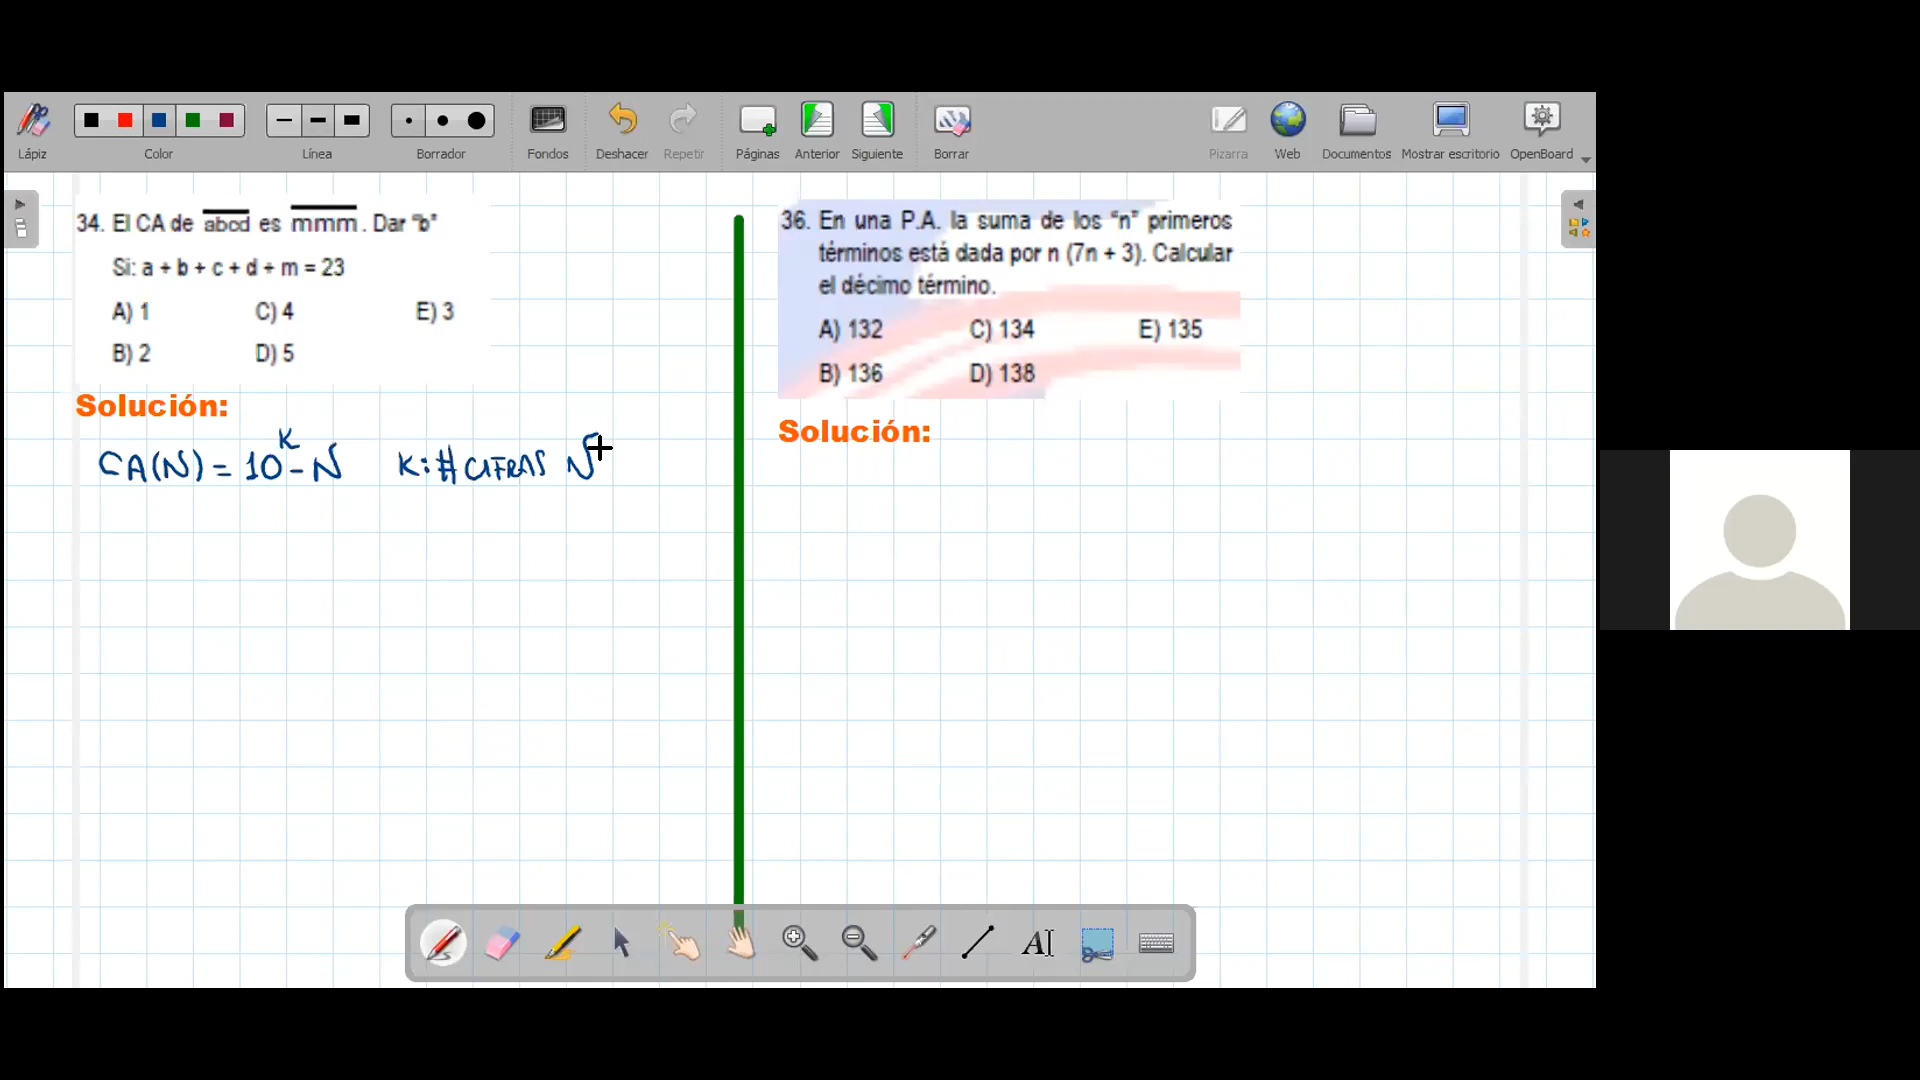 Lápiz
Color
Línea
Borrador
Fondos
Deshacer
Repetir
Páginas
Anterior
Siguiente
Borrar
Pizarra
Web
Documentos
Mostrar escritorio
OpenBoard
34. El CA de abcd es mmm . Dar "b"
Si: a + b + c + d + m = 23
A) 1 C) 4 E) 3
B) 2 D) 5
Solución:
CA(N) = 10^K - N K: # CIFRAS N
36. En una P.A. la suma de los "n" primeros
términos está dada por n (7n + 3). Calcular
el décimo término.
A) 132 C) 134 E) 135
B) 136 D) 138
Solución:
AI